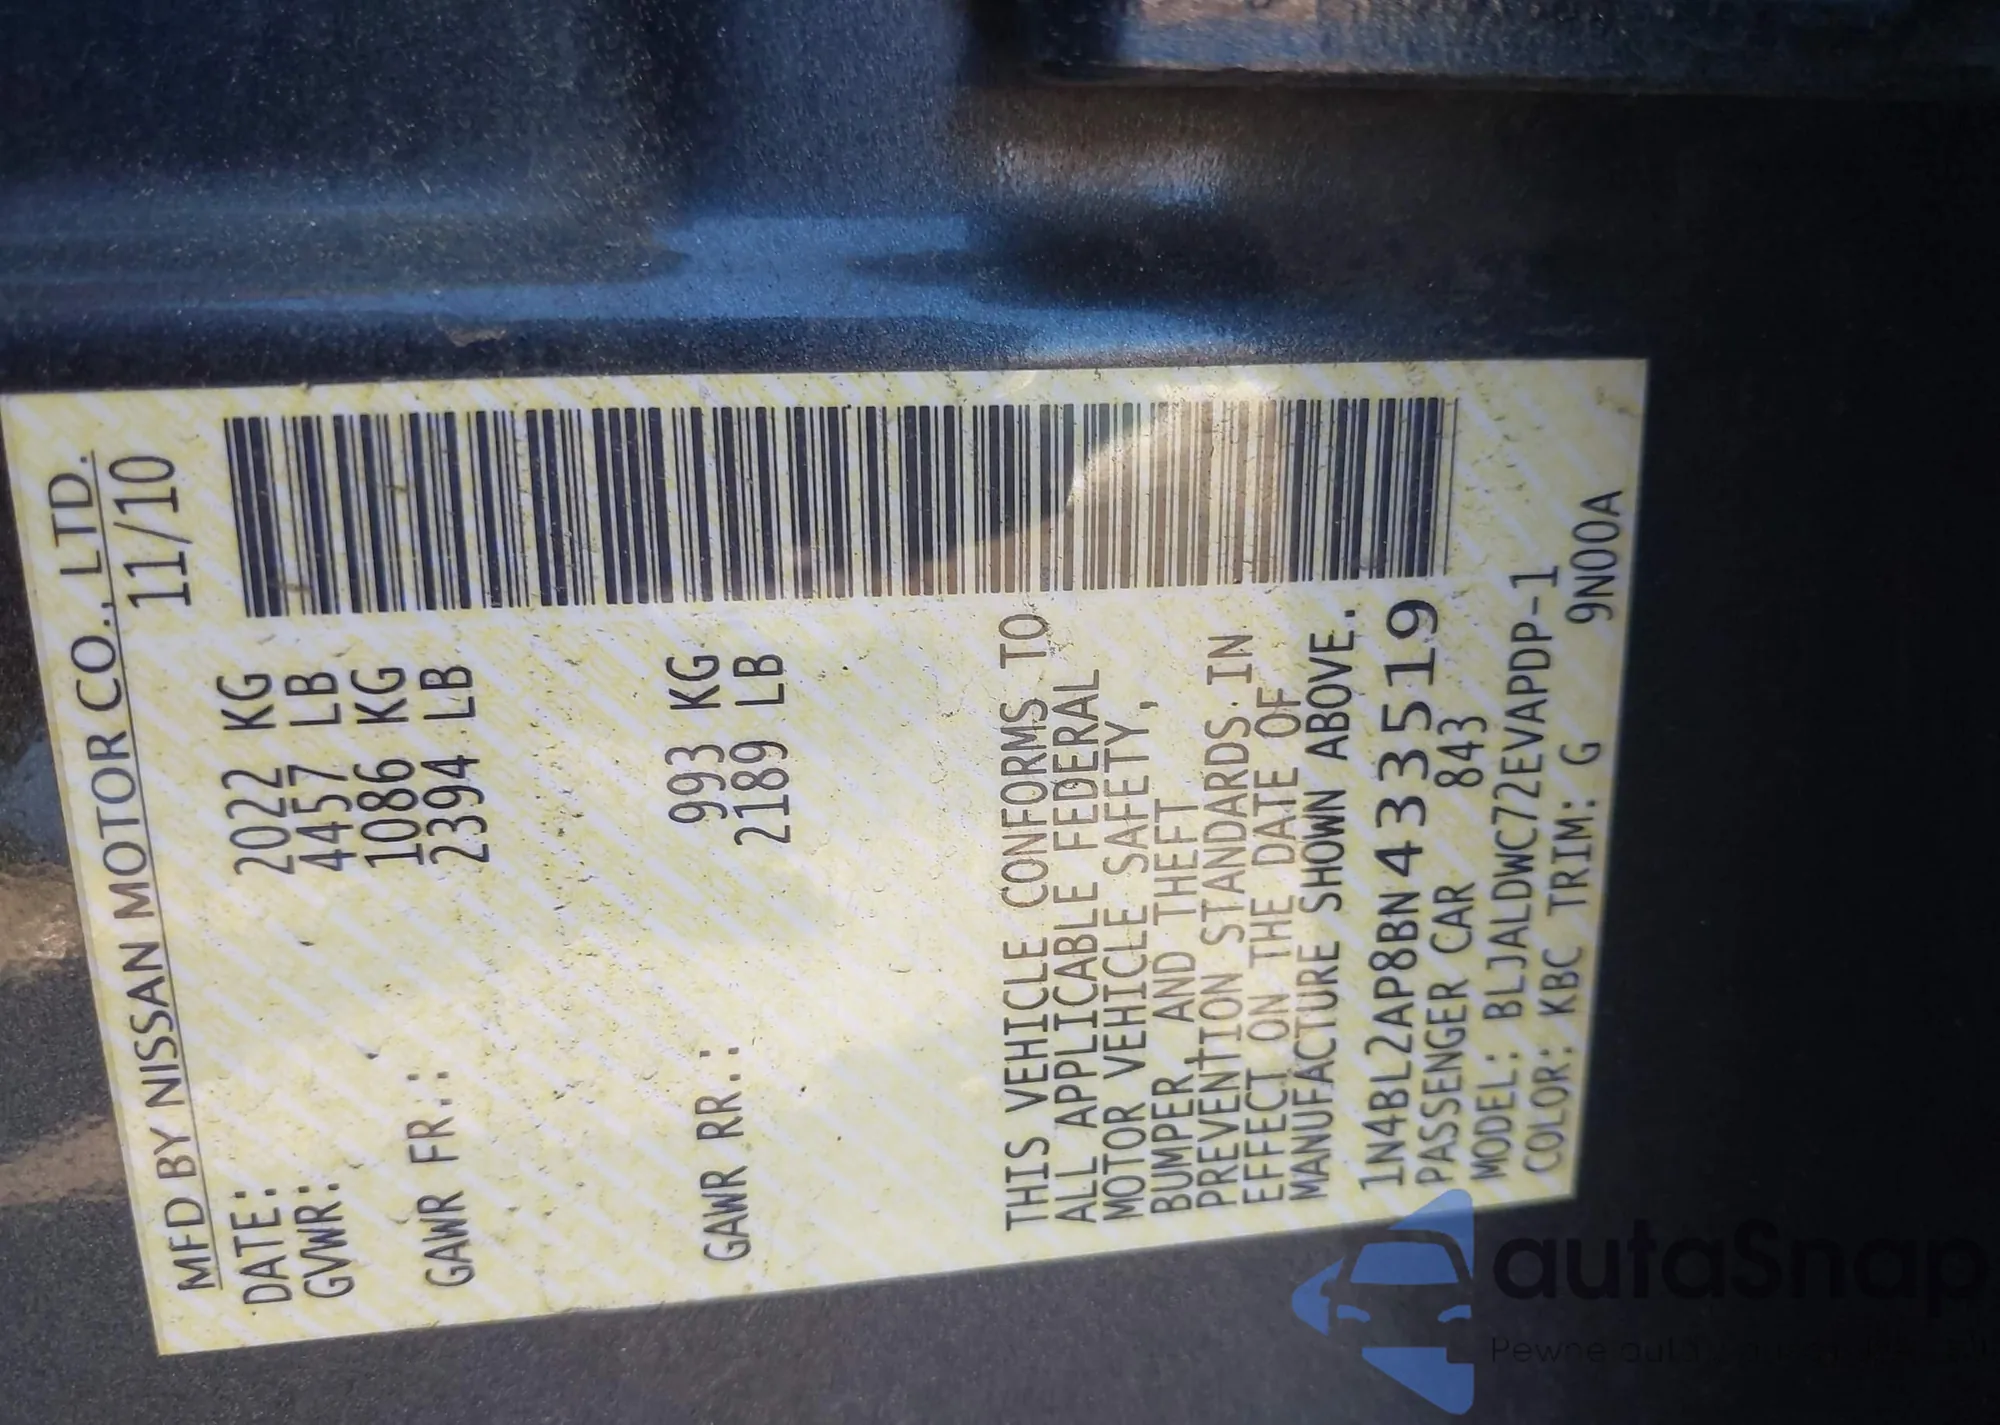 MFD BY NISSAN MOTOR CO., LTD.
DATE: 11/10
GVWR: 2022 KG
4457 LB
GAWR FR.: 1086 KG
2394 LB
GAWR RR.: 993 KG
2189 LB
THIS VEHICLE CONFORMS TO
ALL APPLICABLE FEDERAL
MOTOR VEHICLE SAFETY,
BUMPER AND THEFT
PREVENTION STANDARDS IN
EFFECT ON THE DATE OF
MANUFACTURE SHOWN ABOVE.
1N4BL2AP8BN433519
PASSENGER CAR 843
MODEL: BLJALDWC72EVAPDP-1
COLOR: KBC TRIM: G 9N00A
autaSnap
Pewne auta